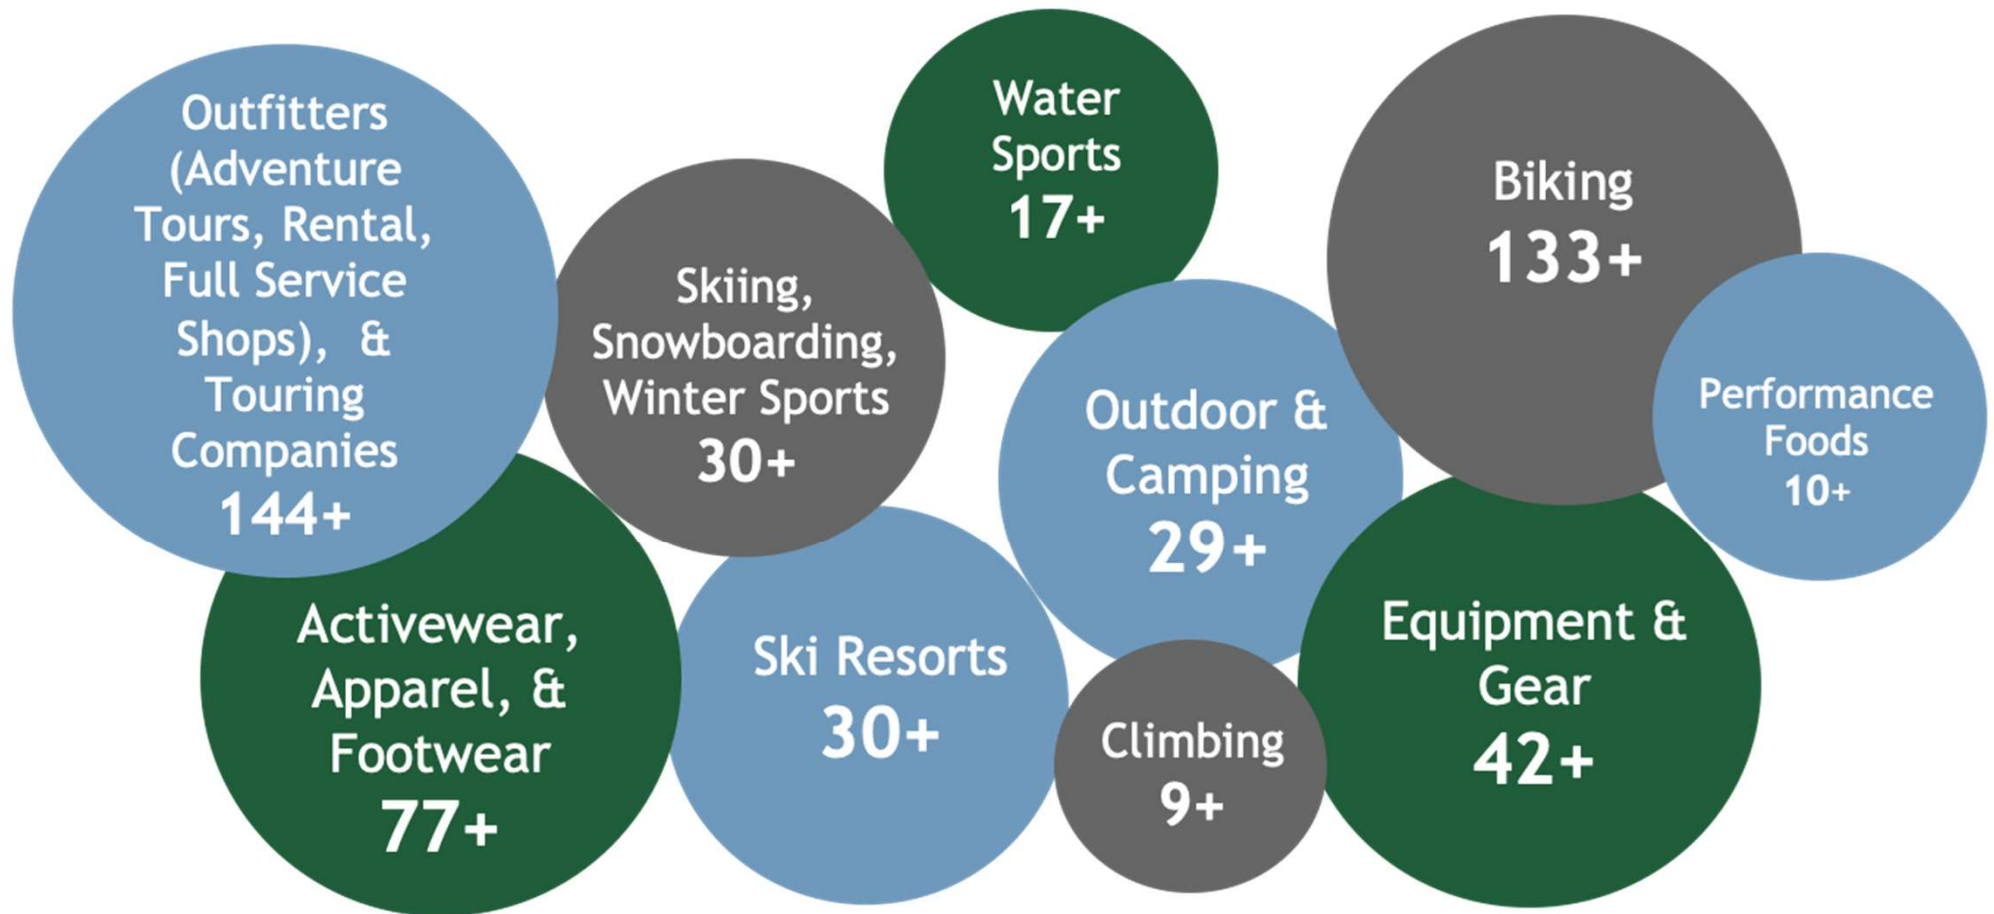 Outfitters
(Adventure
Tours, Rental,
Full Service
Shops), &
Touring
Companies
144+
Skiing,
Snowboarding,
Winter Sports
30+
Water
Sports
17+
Biking
133+
Performance
Foods
10+
Outdoor &
Camping
29+
Activewear,
Apparel, &
Footwear
77+
Ski Resorts
30+
Climbing
9+
Equipment &
Gear
42+